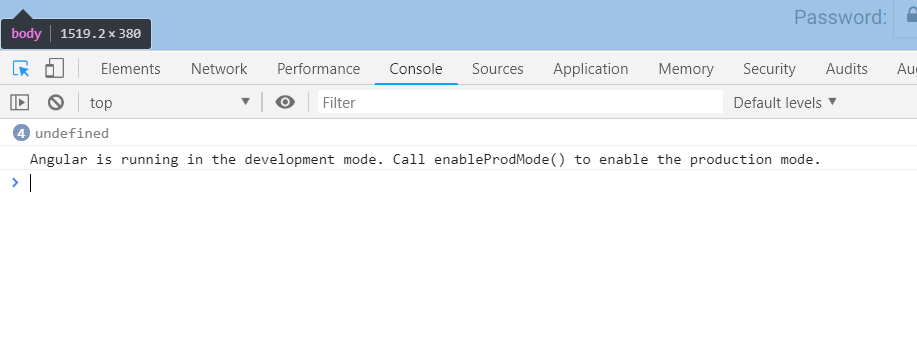 Password:
body 1519.2 × 380
Elements Network Performance Console Sources Application Memory Security Audits
top Filter Default levels
4 undefined
Angular is running in the development mode. Call enableProdMode() to enable the production mode.